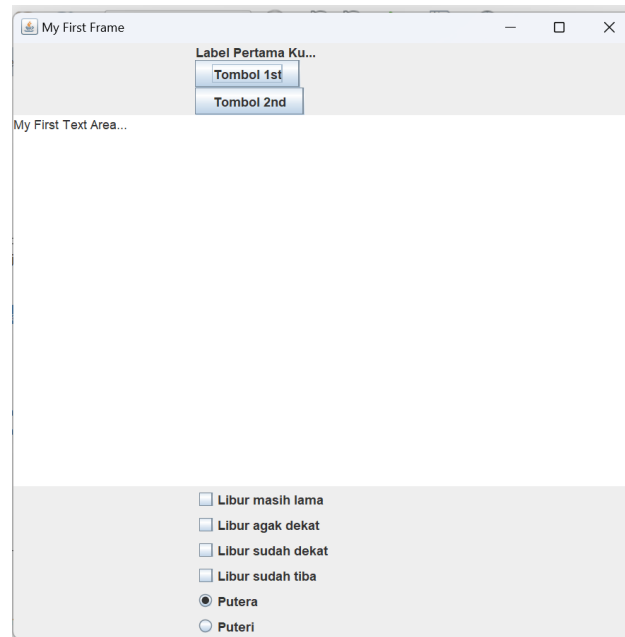 My First Frame
Label Pertama Ku...
Tombol 1st
Tombol 2nd
My First Text Area...
Libur masih lama
Libur agak dekat
Libur sudah dekat
Libur sudah tiba
Putera
Puteri